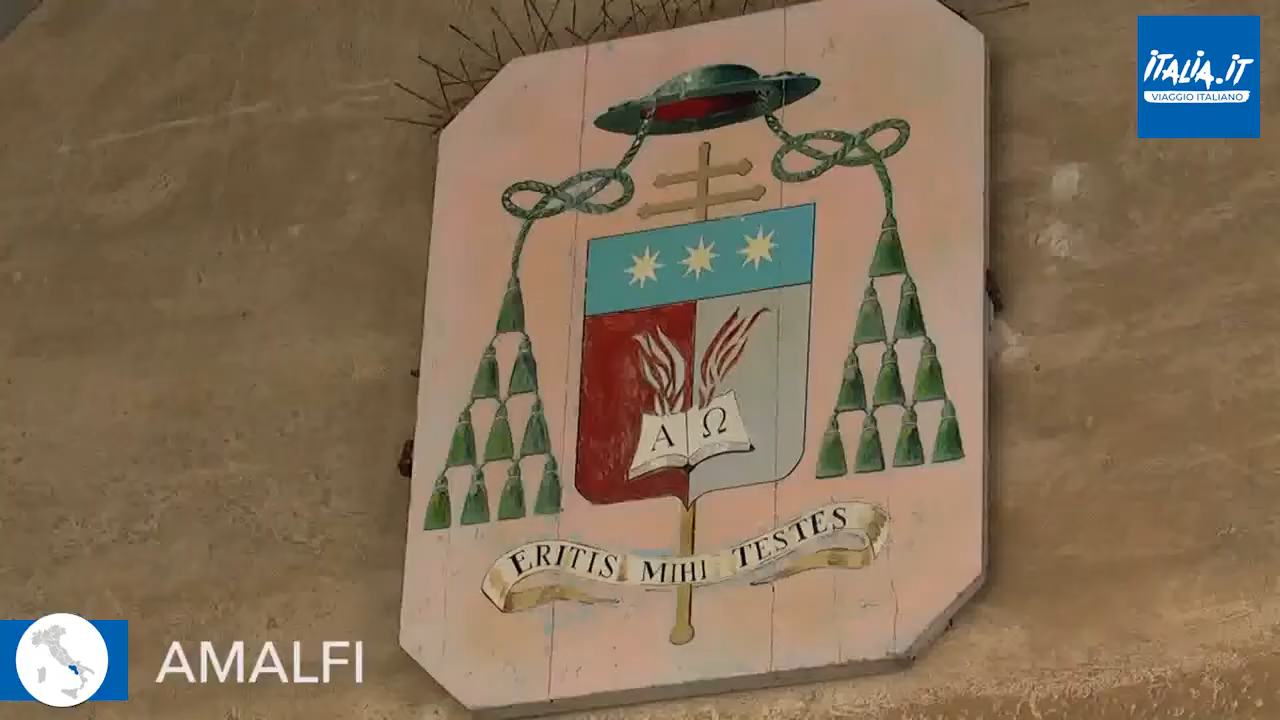 ITALIA.IT
VIAGGIO ITALIANO
Α Ω
ERITIS MIHI TESTES
AMALFI